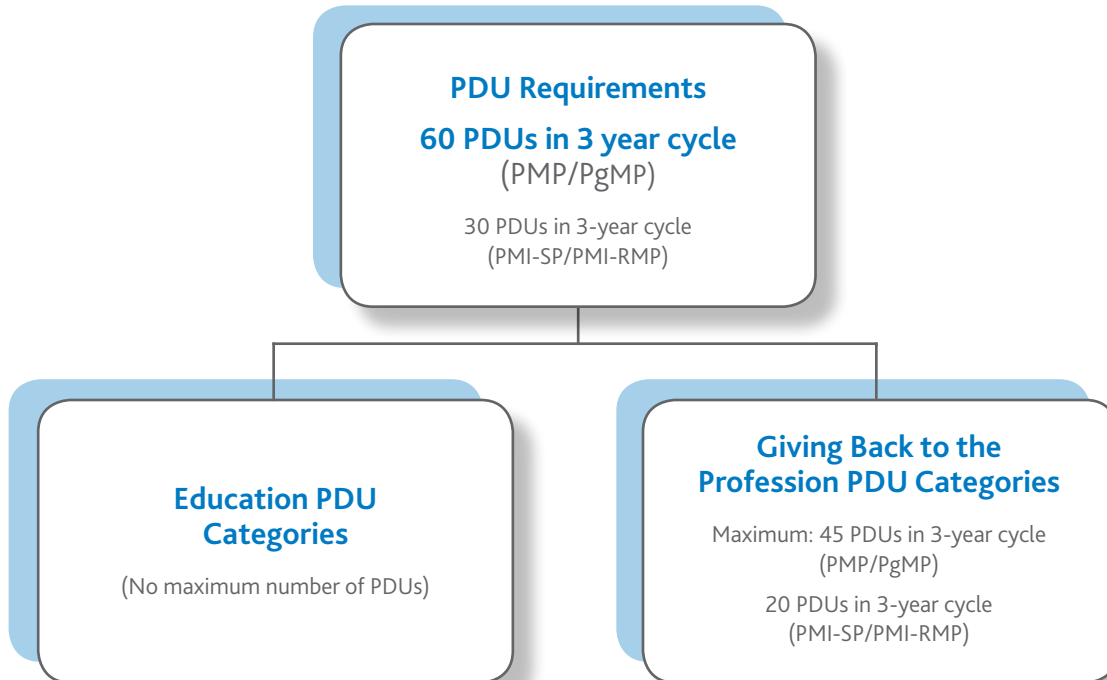 PDU Requirements
60 PDUs in 3 year cycle
(PMP/PgMP)
30 PDUs in 3-year cycle
(PMI-SP/PMI-RMP)
Education PDU
Categories
(No maximum number of PDUs)
Giving Back to the
Profession PDU Categories
Maximum: 45 PDUs in 3-year cycle
(PMP/PgMP)
20 PDUs in 3-year cycle
(PMI-SP/PMI-RMP)